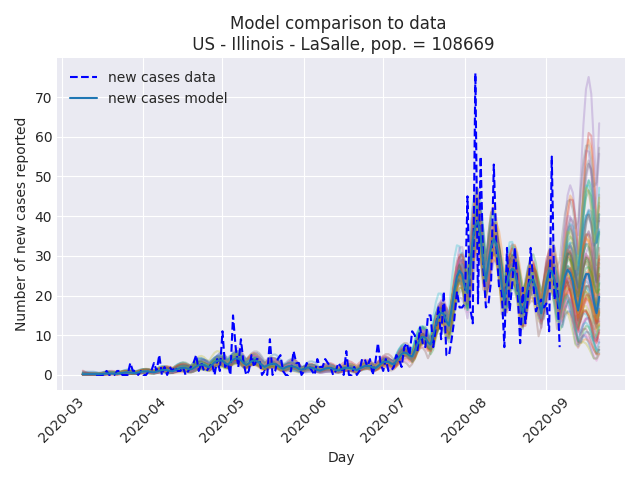 Model comparison to data
US - Illinois - LaSalle, pop. = 108669
new cases data
new cases model
Number of new cases reported
70
60
50
40
30
20
10
0
2020-03
2020-04
2020-05
2020-06
2020-07
2020-08
2020-09
Day